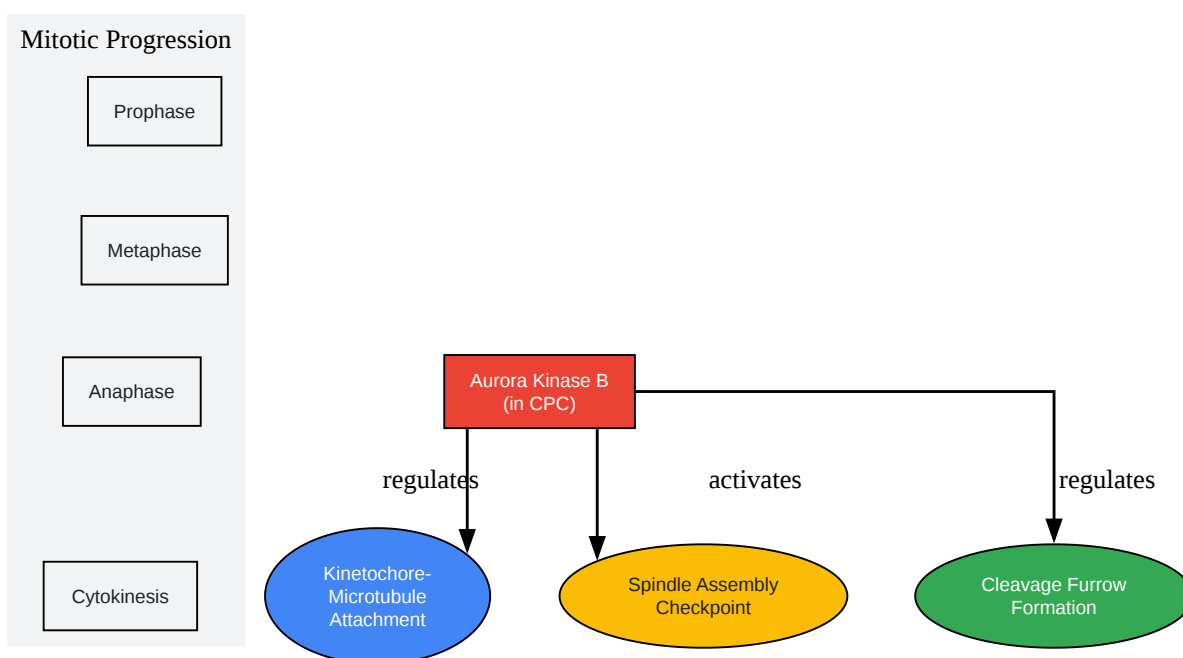 Mitotic Progression
Prophase
Metaphase
Anaphase
Aurora Kinase B
(in CPC)
regulates
activates
regulates
Cytokinesis
Kinetochore-
Microtubule
Attachment
Spindle Assembly
Checkpoint
Cleavage Furrow
Formation